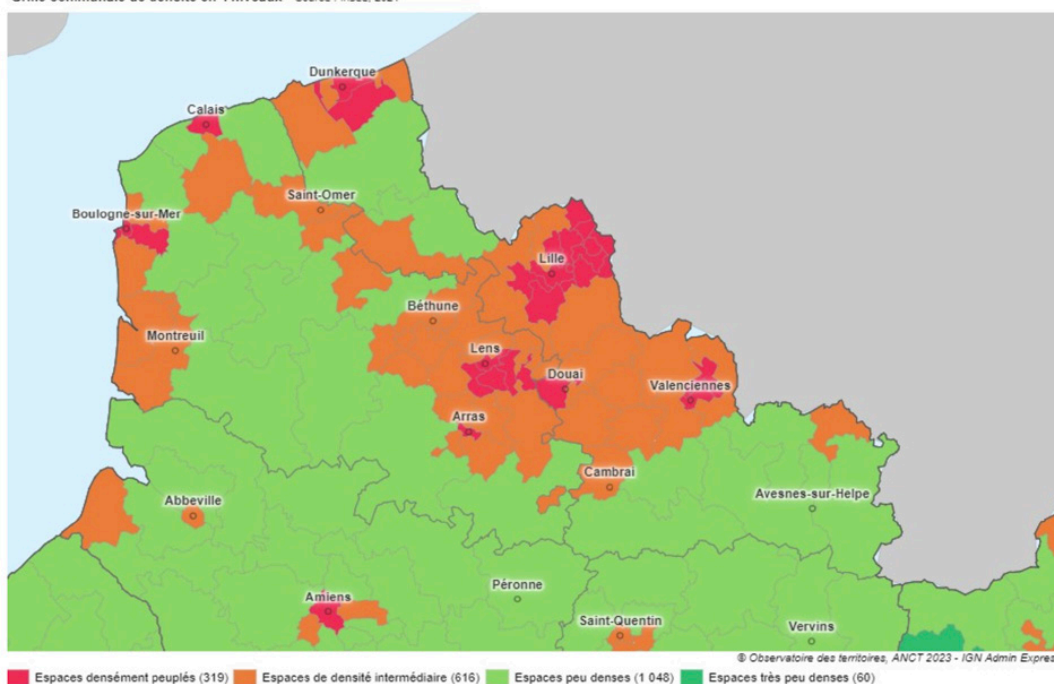 Dunkerque
Calais
Saint-Omer
Boulogne-sur-Mer
Lille
Béthune
Montreuil
Lens
Douai
Valenciennes
Arras
Cambrai
Abbeville
Avesnes-sur-Helpe
Péronne
Amiens
Saint-Quentin
Vervins
© Observatoire des territoires, ANCT 2023 - IGN Admin Expres
Espaces densément peuplés (319) Espaces de densité intermédiaire (616) Espaces peu denses (1 048) Espaces très peu denses (60)